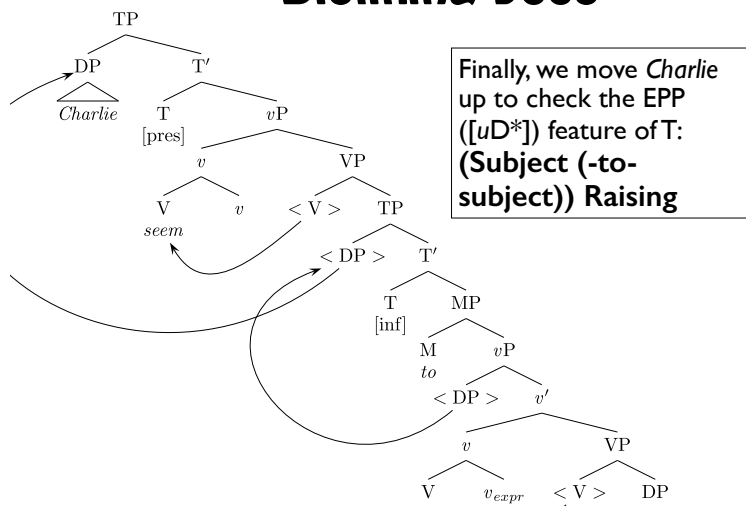 TP
DP T′
Charlie T vP
[pres]
v VP
V v < V > TP
seem
< DP > T′
T MP
[inf]
M vP
to
< DP > v′
v VP
V v_expr < V > DP
Finally, we move Charlie
up to check the EPP
([uD*]) feature of T:
(Subject (-to-
subject)) Raising